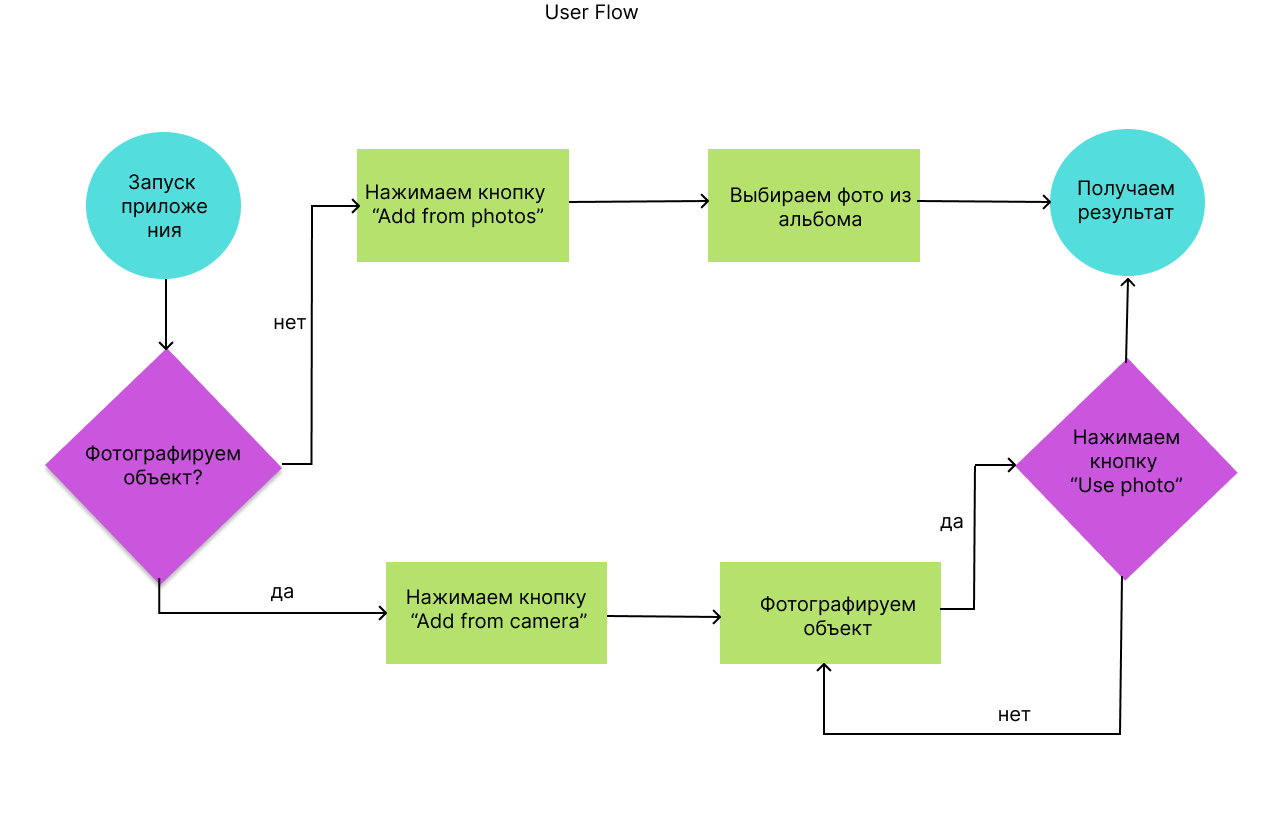 User Flow
Запуск
приложе
ния
Нажимаем кнопку
“Add from photos”
Выбираем фото из
альбома
Получаем
результат
нет
Фотографируем
объект?
Нажимаем
кнопку
“Use photo”
да
да
Нажимаем кнопку
“Add from camera”
Фотографируем
объект
нет